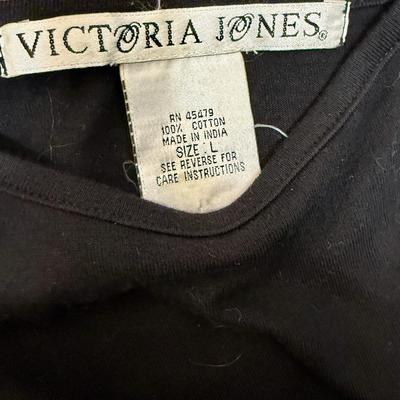 VICTORIA JONES®
RN 45479
100% COTTON
MADE IN INDIA
SIZE: L
SEE REVERSE FOR
CARE INSTRUCTIONS